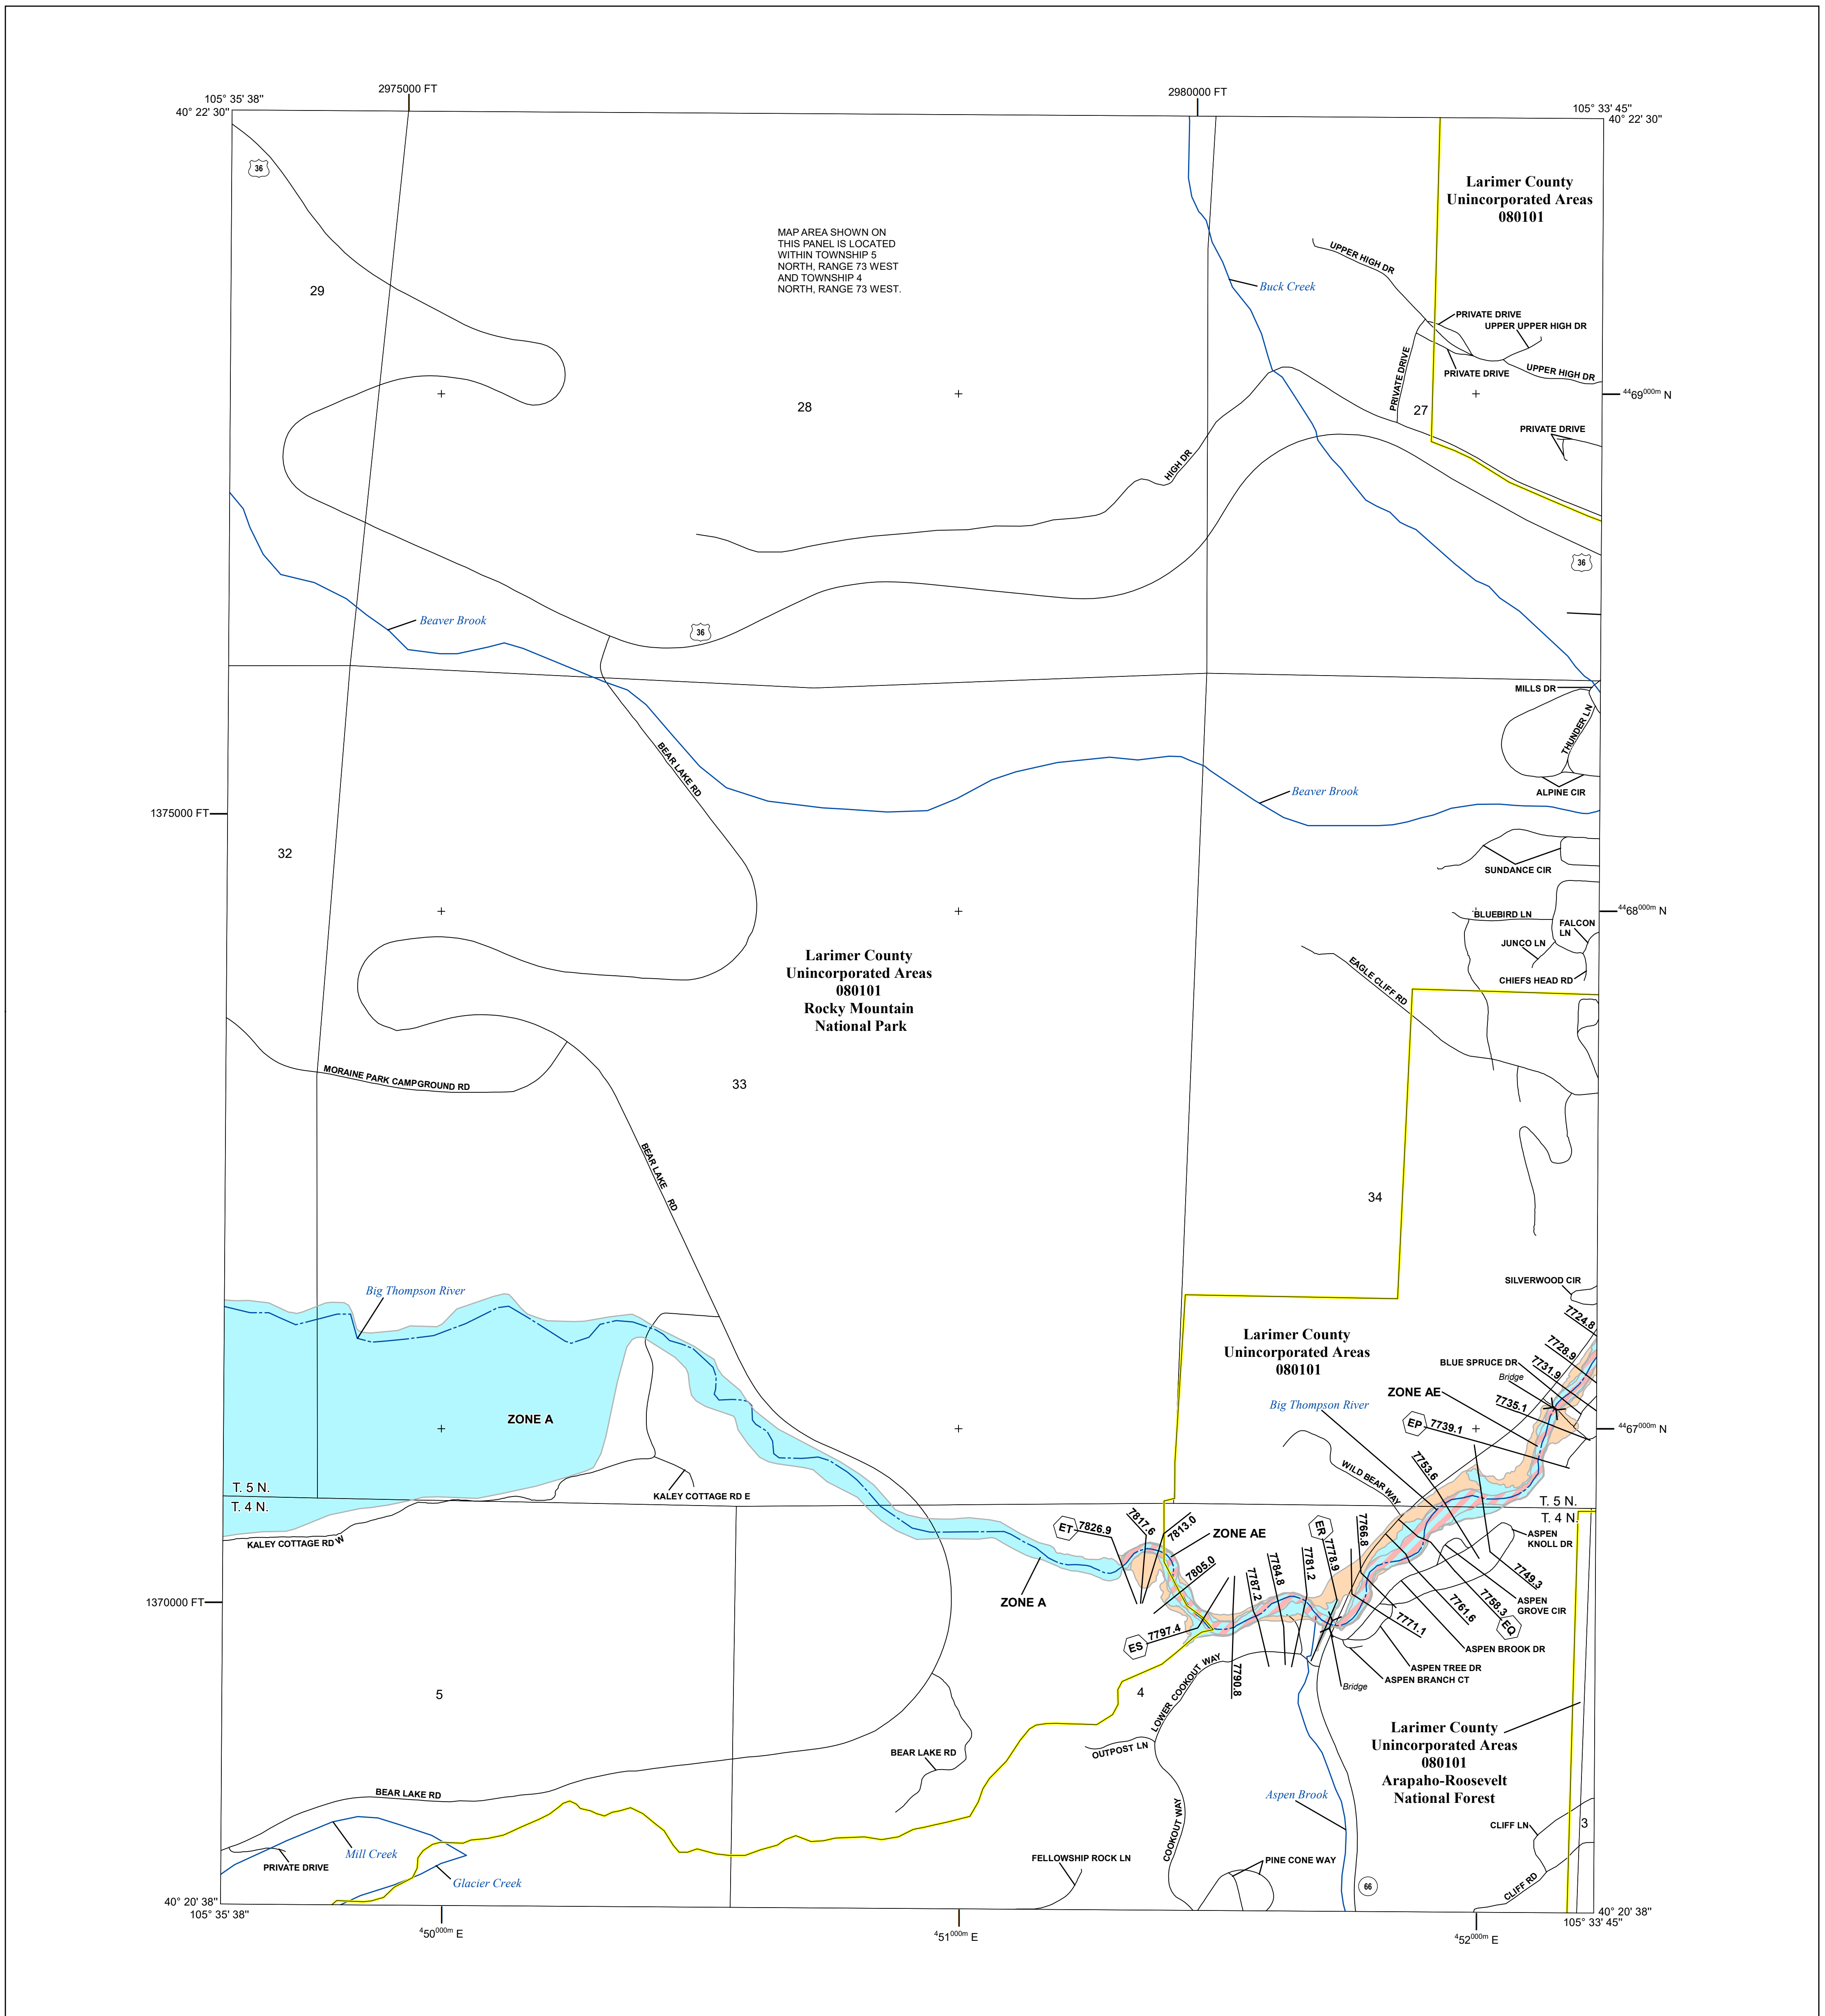 2975000 FT
2980000 FT
105° 35' 38"
105° 33' 45"
40° 22' 30"
40° 22' 30"
36
Larimer County
Unincorporated Areas
080101
MAP AREA SHOWN ON
THIS PANEL IS LOCATED
WITHIN TOWNSHIP 5
NORTH, RANGE 73 WEST
AND TOWNSHIP 4
NORTH, RANGE 73 WEST.
UPPER HIGH DR
Buck Creek
29
PRIVATE DRIVE
UPPER UPPER HIGH DR
PRIVATE DRIVE
PRIVATE DRIVE
UPPER HIGH DR
4469000m N
28
27
PRIVATE DRIVE
HIGH DR
36
Beaver Brook
36
MILLS DR
THUNDER LN
BEAR LAKE RD
Beaver Brook
ALPINE CIR
1375000 FT
32
SUNDANCE CIR
BLUEBIRD LN
4468000m N
FALCON
LN
JUNCO LN
CHIEFS HEAD RD
EAGLE CLIFF RD
Larimer County
Unincorporated Areas
080101
Rocky Mountain
National Park
MORAINE PARK CAMPGROUND RD
33
BEAR LAKE RD
34
SILVERWOOD CIR
Big Thompson River
7724.8
Larimer County
Unincorporated Areas
080101
7728.9
BLUE SPRUCE DR
7731.9
Bridge
ZONE AE
Big Thompson River
7735.1
ZONE A
EP
7739.1
4467000m N
WILD BEAR WAY
7753.6
T. 5 N.
T. 4 N.
KALEY COTTAGE RD E
T. 5 N.
T. 4 N.
KALEY COTTAGE RD W
ET
7826.9
7817.6
7813.0
ZONE AE
ER
7778.9
7766.8
ASPEN
KNOLL DR
7805.0
7787.2
7784.8
7781.2
7749.3
ZONE A
1370000 FT
ASPEN
GROVE CIR
7758.3
EQ
7761.6
7771.1
ES
7797.4
ASPEN BROOK DR
ASPEN TREE DR
ASPEN BRANCH CT
7790.8
Bridge
5
4
LOWER COOKOUT WAY
OUTPOST LN
BEAR LAKE RD
Larimer County
Unincorporated Areas
080101
Arapaho-Roosevelt
National Forest
BEAR LAKE RD
Aspen Brook
CLIFF LN
3
COOKOUT WAY
Mill Creek
PRIVATE DRIVE
Glacier Creek
FELLOWSHIP ROCK LN
PINE CONE WAY
66
CLIFF RD
40° 20' 38"
105° 35' 38"
40° 20' 38"
105° 33' 45"
450000m E
451000m E
452000m E